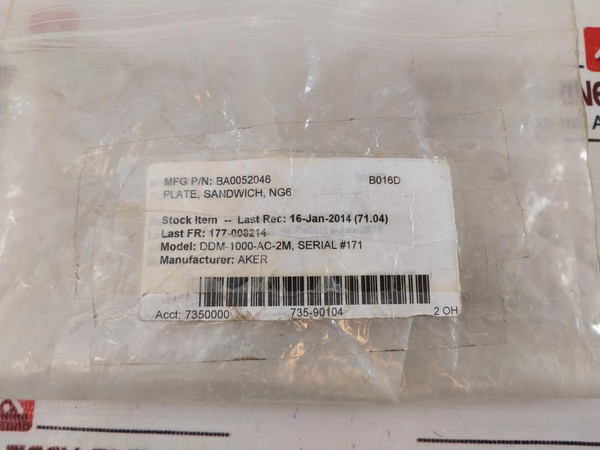 MFG P/N: BA0052046 B016D
PLATE, SANDWICH, NG6
Stock Item -- Last Rec: 16-Jan-2014 (71.04)
Last FR: 177-008214
Model: DDM-1000-AC-2M, SERIAL #171
Manufacturer: AKER
Acct: 7350000 735-90104 2 OH